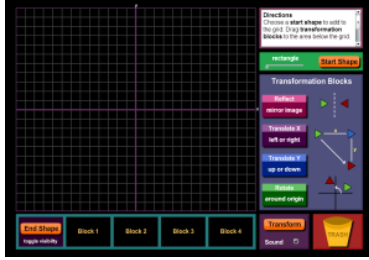 Directions
Choose a start shape to add to
the grid. Drag transformation
blocks to the area below the grid.
rectangle
Start Shape
Transformation Blocks
Reflect
mirror image
Translate X
left or right
Translate Y
up or down
Rotate
around origin
End Shape
toggle visibility
Block 1
Block 2
Block 3
Block 4
Transform
Sound
TRASH